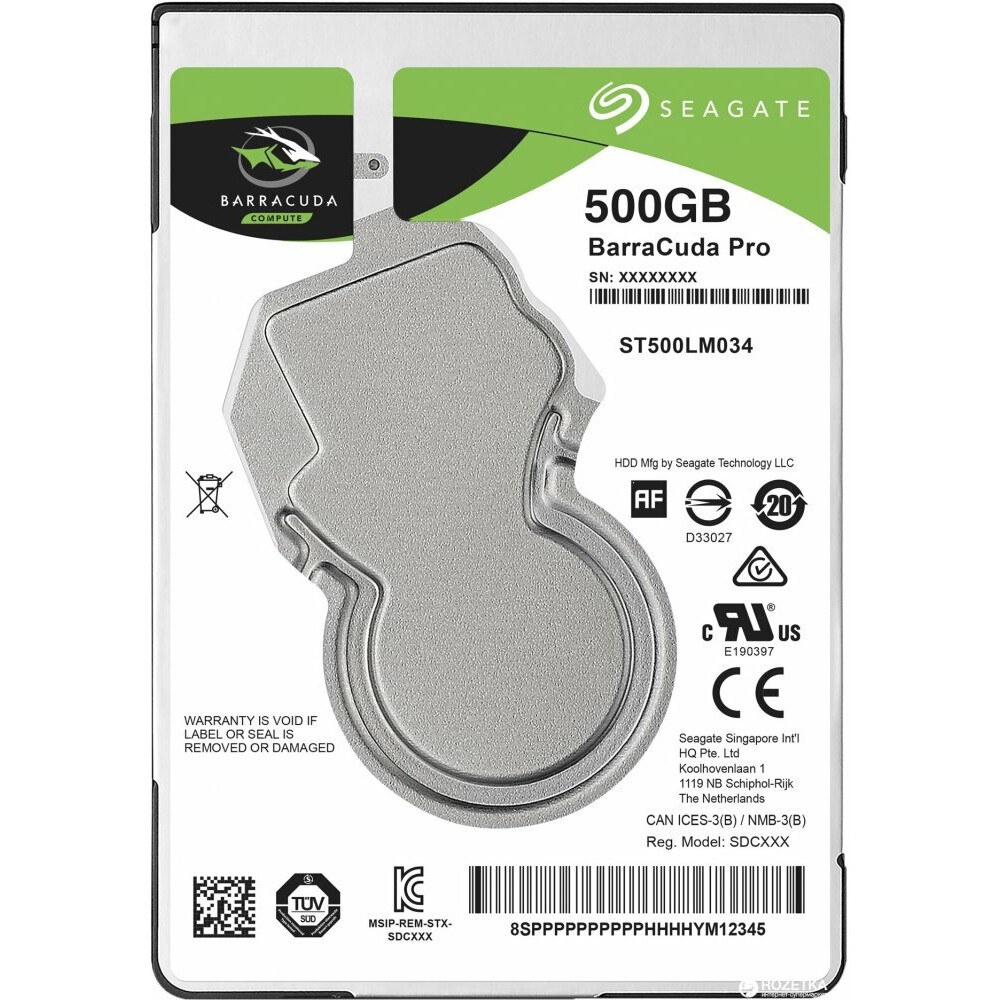 SEAGATE
BARRACUDA
COMPUTE
500GB
BarraCuda Pro
SN: XXXXXXXX
ST500LM034
HDD Mfg by Seagate Technology LLC
AF
20
D33027
C RU® US
E190397
CE
WARRANTY IS VOID IF
LABEL OR SEAL IS
REMOVED OR DAMAGED
Seagate Singapore Int'l
HQ Pte. Ltd
Koolhovenlaan 1
1119 NB Schiphol-Rijk
The Netherlands
CAN ICES-3(B) / NMB-3(B)
Reg. Model: SDCXXX
TÜV
SÜD
MSIP-REM-STX-
SDCXXX
8SPPPPPPPPPPHHHHYM12345
ROZETKA